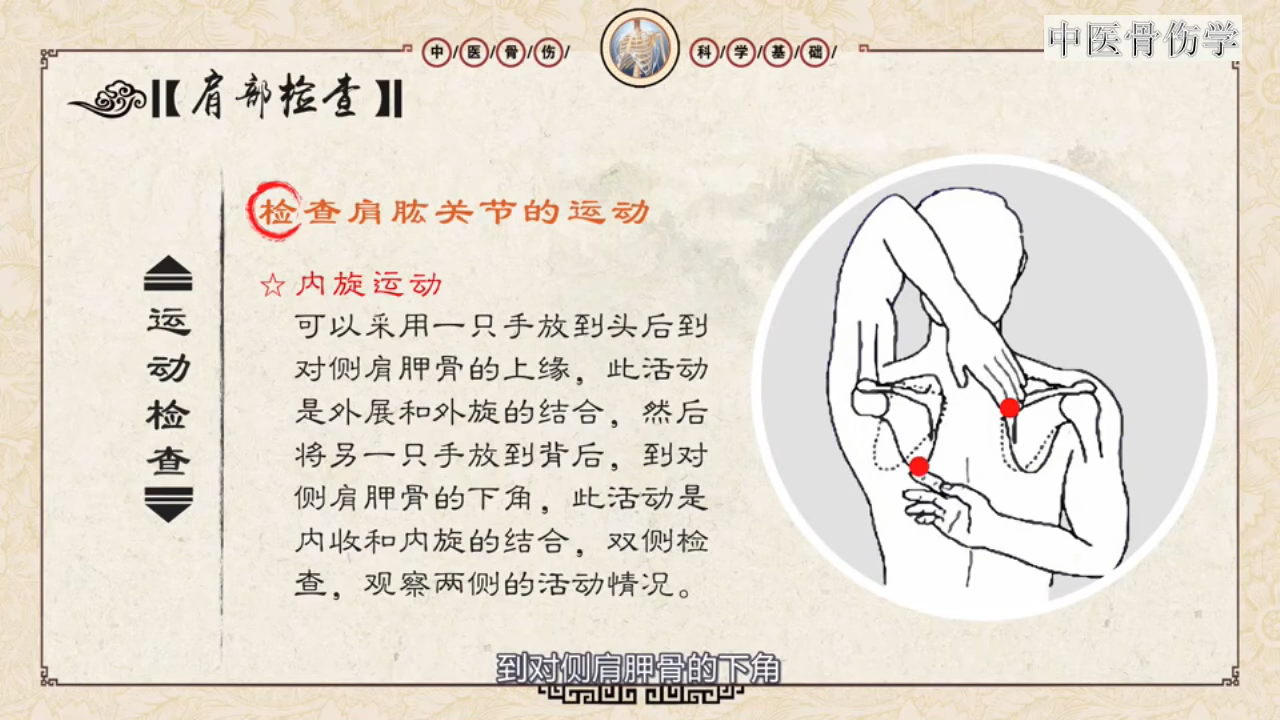 中/医/骨/伤/ 科/学/基/础/
中医骨伤学
【肩部检查】
检查肩肱关节的运动
运动检查
☆ 内旋运动
可以采用一只手放到头后到
对侧肩胛骨的上缘，此活动
是外展和外旋的结合，然后
将另一只手放到背后，到对
侧肩胛骨的下角，此活动是
内收和内旋的结合，双侧检
查，观察两侧的活动情况。
到对侧肩胛骨的下角